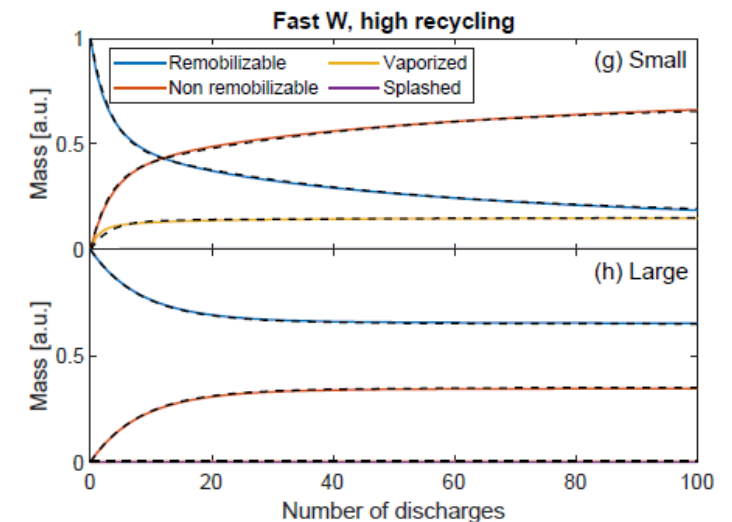 Fast W, high recycling
1
Remobilizable Vaporized
Non remobilizable Splashed
(g) Small
Mass [a.u.]
0.5
0
(h) Large
Mass [a.u.]
0.5
0
0 20 40 60 80 100
Number of discharges